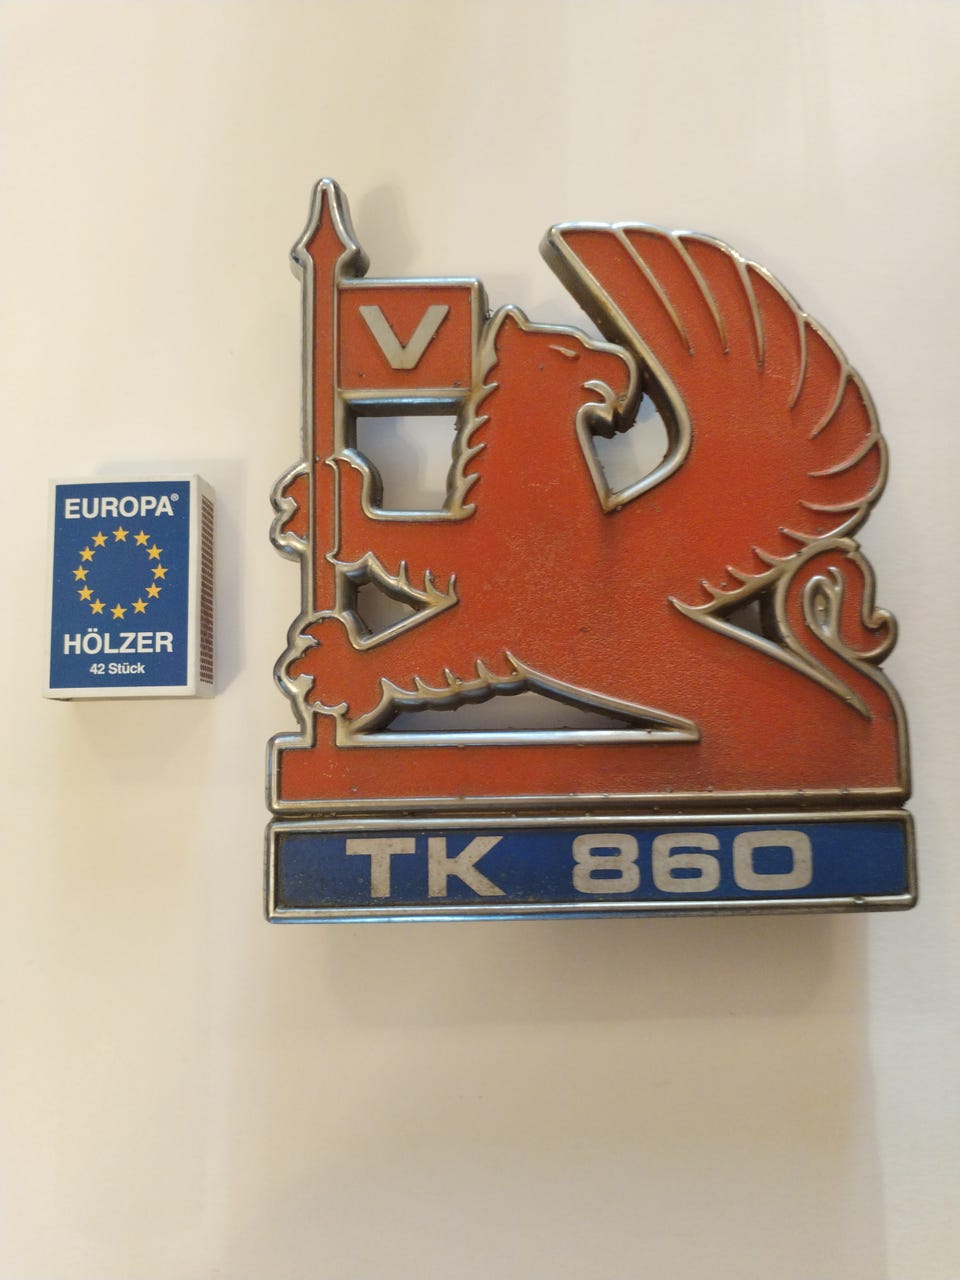 EUROPA®
HÖLZER
42 Stück
V
TK 860